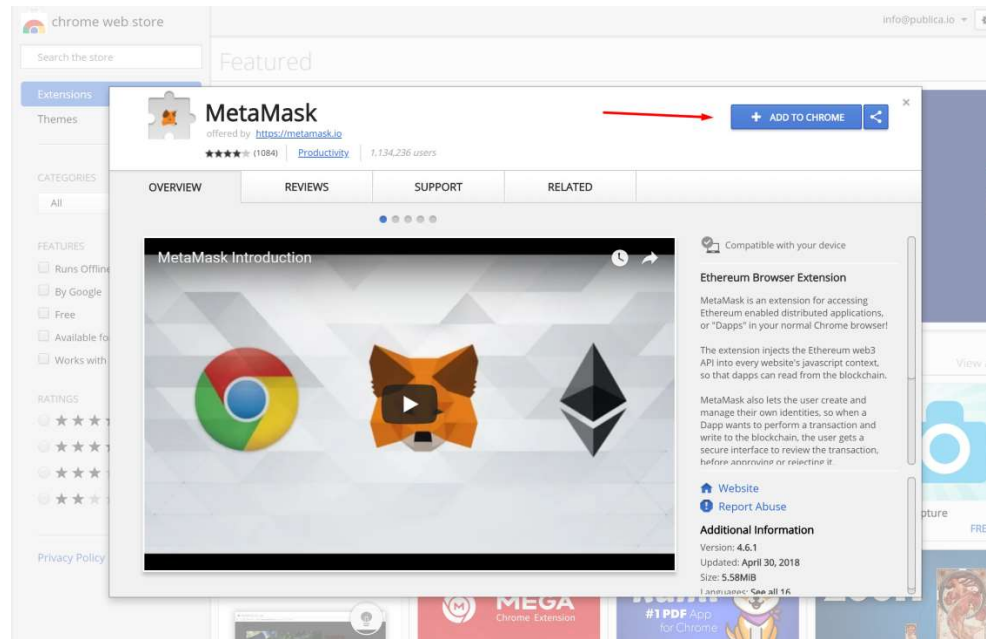 chrome web store
info@publica.io
Search the store
Featured
Extensions
Themes
CATEGORIES
All
FEATURES
Runs Offline
By Google
Free
Available fo
Works with
RATINGS
Privacy Policy
MetaMask
offered by https://metamask.io
(1084) Productivity 1,134,236 users
ADD TO CHROME
OVERVIEW REVIEWS SUPPORT RELATED
MetaMask Introduction
Compatible with your device
Ethereum Browser Extension
MetaMask is an extension for accessing
Ethereum enabled distributed applications,
or "Dapps" in your normal Chrome browser!
The extension injects the Ethereum web3
API into every website's javascript context,
so that dapps can read from the blockchain.
MetaMask also lets the user create and
manage their own identities, so when a
Dapp wants to perform a transaction and
write to the blockchain, the user gets a
secure interface to review the transaction,
before approving or rejecting it.
Website
Report Abuse
Additional Information
Version: 4.6.1
Updated: April 30, 2018
Size: 5.58MiB
Languages: See all 16
View
pture
FRE
MEGA
Chrome Extension
#1 PDF App
for Chrome